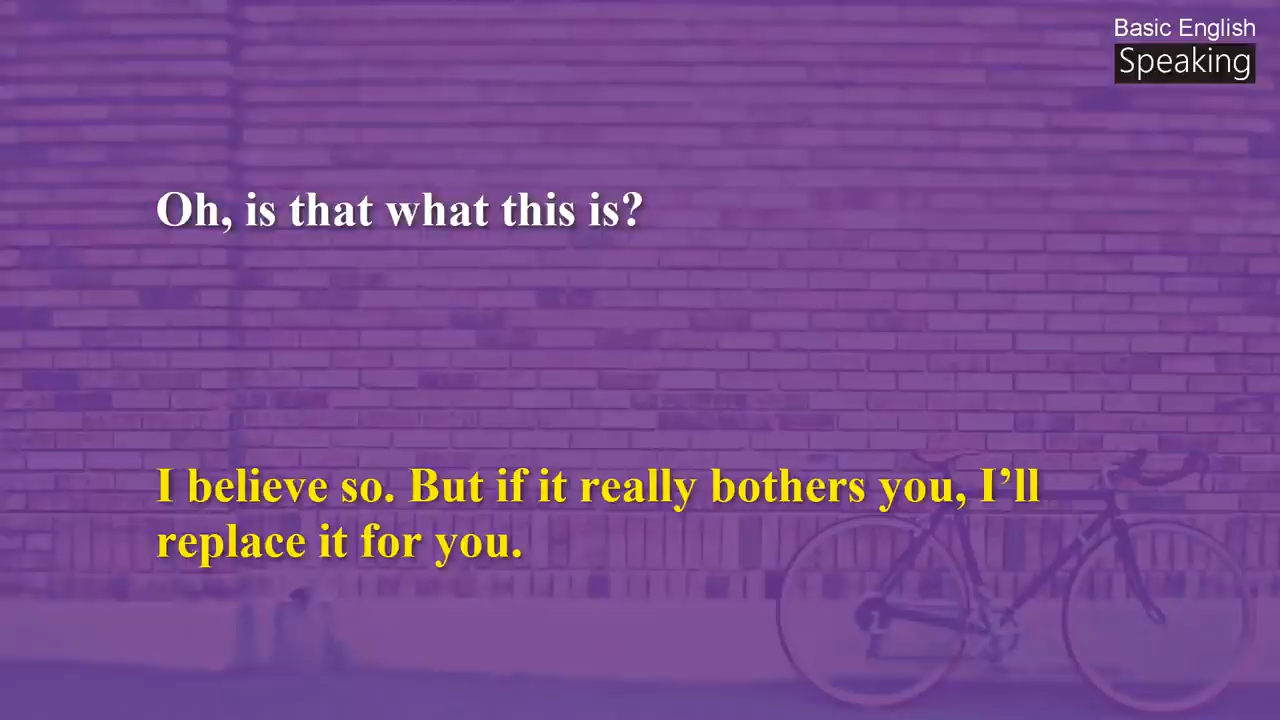 Basic English
Speaking
Oh, is that what this is?
I believe so. But if it really bothers you, I’ll
replace it for you.